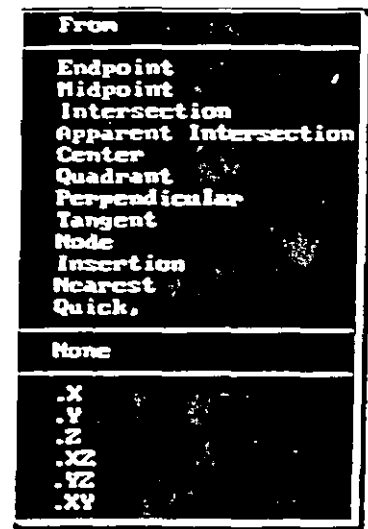 From
Endpoint
Midpoint
Intersection
Apparent Intersection
Center
Quadrant
Perpendicular
Tangent
Node
Insertion
Nearest
Quick,
None
.X
.Y
.Z
.XZ
.YZ
.XY